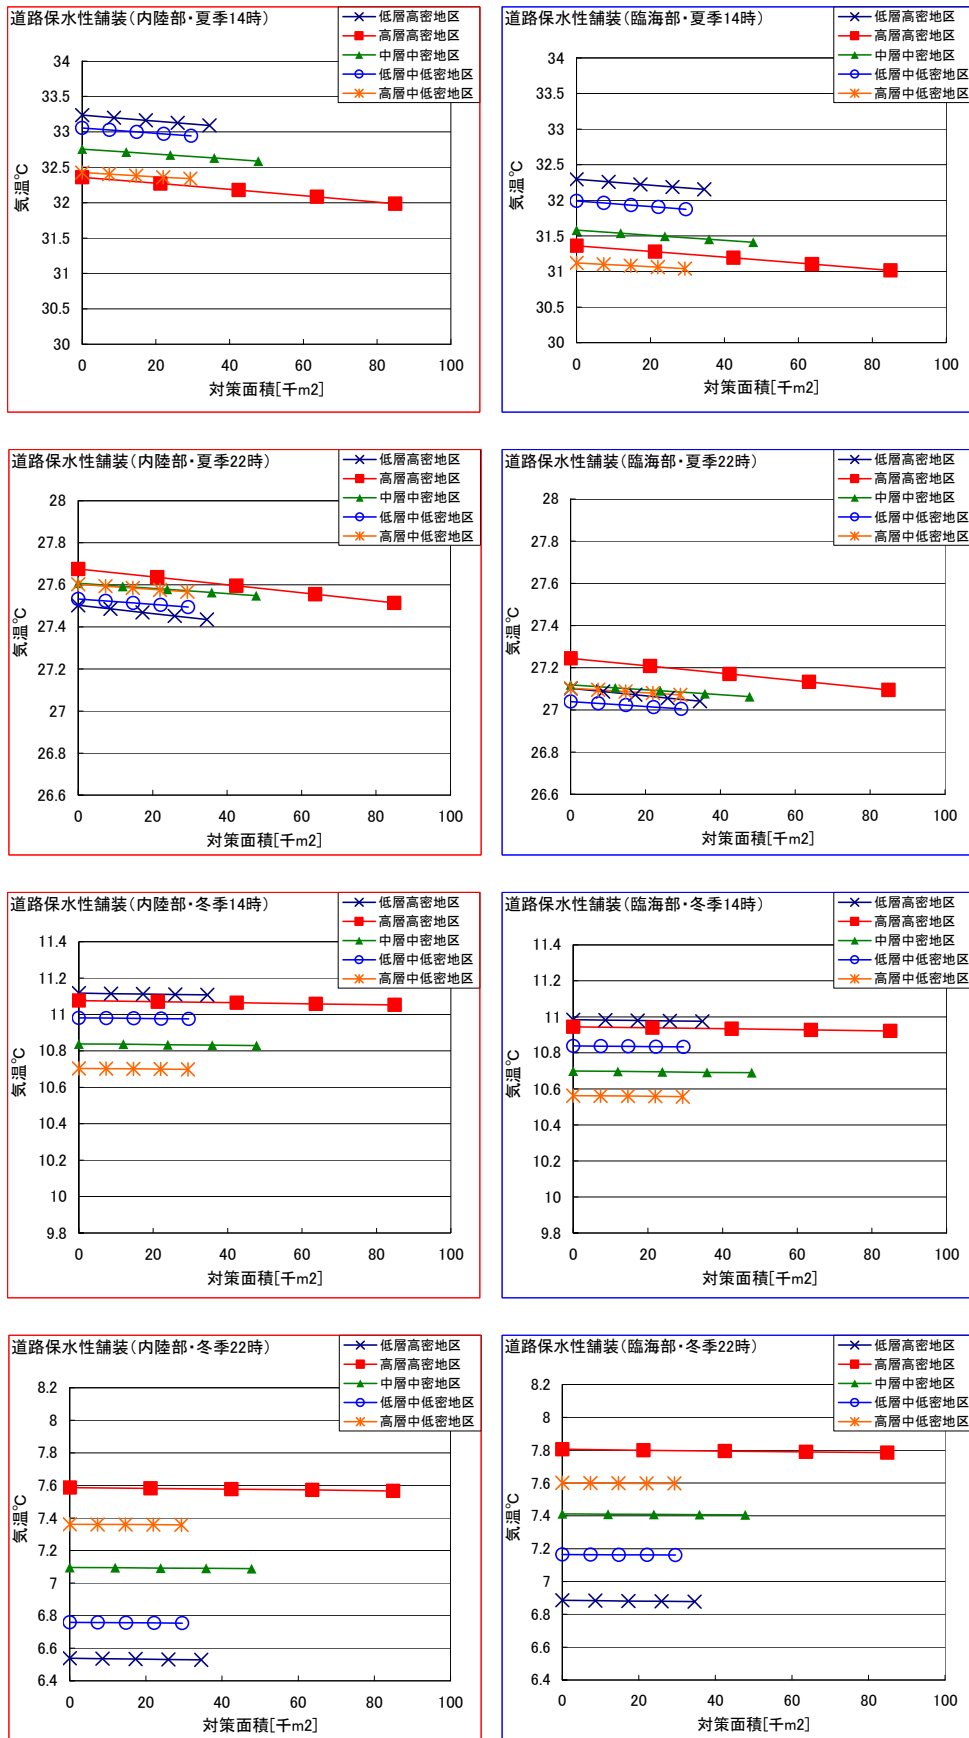 道路保水性舗装(内陸部・夏季14時)
低層高密地区
高層高密地区
中層中密地区
低層中低密地区
高層中低密地区
34
33.5
33
32.5
32
31.5
31
30.5
30
気温℃
0 20 40 60 80 100
対策面積[千m2]
道路保水性舗装(臨海部・夏季14時)
低層高密地区
高層高密地区
中層中密地区
低層中低密地区
高層中低密地区
34
33.5
33
32.5
32
31.5
31
30.5
30
気温℃
0 20 40 60 80 100
対策面積[千m2]
道路保水性舗装(内陸部・夏季22時)
低層高密地区
高層高密地区
中層中密地区
低層中低密地区
高層中低密地区
28
27.8
27.6
27.4
27.2
27
26.8
26.6
気温℃
0 20 40 60 80 100
対策面積[千m2]
道路保水性舗装(臨海部・夏季22時)
低層高密地区
高層高密地区
中層中密地区
低層中低密地区
高層中低密地区
28
27.8
27.6
27.4
27.2
27
26.8
26.6
気温℃
0 20 40 60 80 100
対策面積[千m2]
道路保水性舗装(内陸部・冬季14時)
低層高密地区
高層高密地区
中層中密地区
低層中低密地区
高層中低密地区
11.4
11.2
11
10.8
10.6
10.4
10.2
10
9.8
気温℃
0 20 40 60 80 100
対策面積[千m2]
道路保水性舗装(臨海部・冬季14時)
低層高密地区
高層高密地区
中層中密地区
低層中低密地区
高層中低密地区
11.4
11.2
11
10.8
10.6
10.4
10.2
10
9.8
気温℃
0 20 40 60 80 100
対策面積[千m2]
道路保水性舗装(内陸部・冬季22時)
低層高密地区
高層高密地区
中層中密地区
低層中低密地区
高層中低密地区
8.2
8
7.8
7.6
7.4
7.2
7
6.8
6.6
6.4
気温℃
0 20 40 60 80 100
対策面積[千m2]
道路保水性舗装(臨海部・冬季22時)
低層高密地区
高層高密地区
中層中密地区
低層中低密地区
高層中低密地区
8.2
8
7.8
7.6
7.4
7.2
7
6.8
6.6
6.4
気温℃
0 20 40 60 80 100
対策面積[千m2]